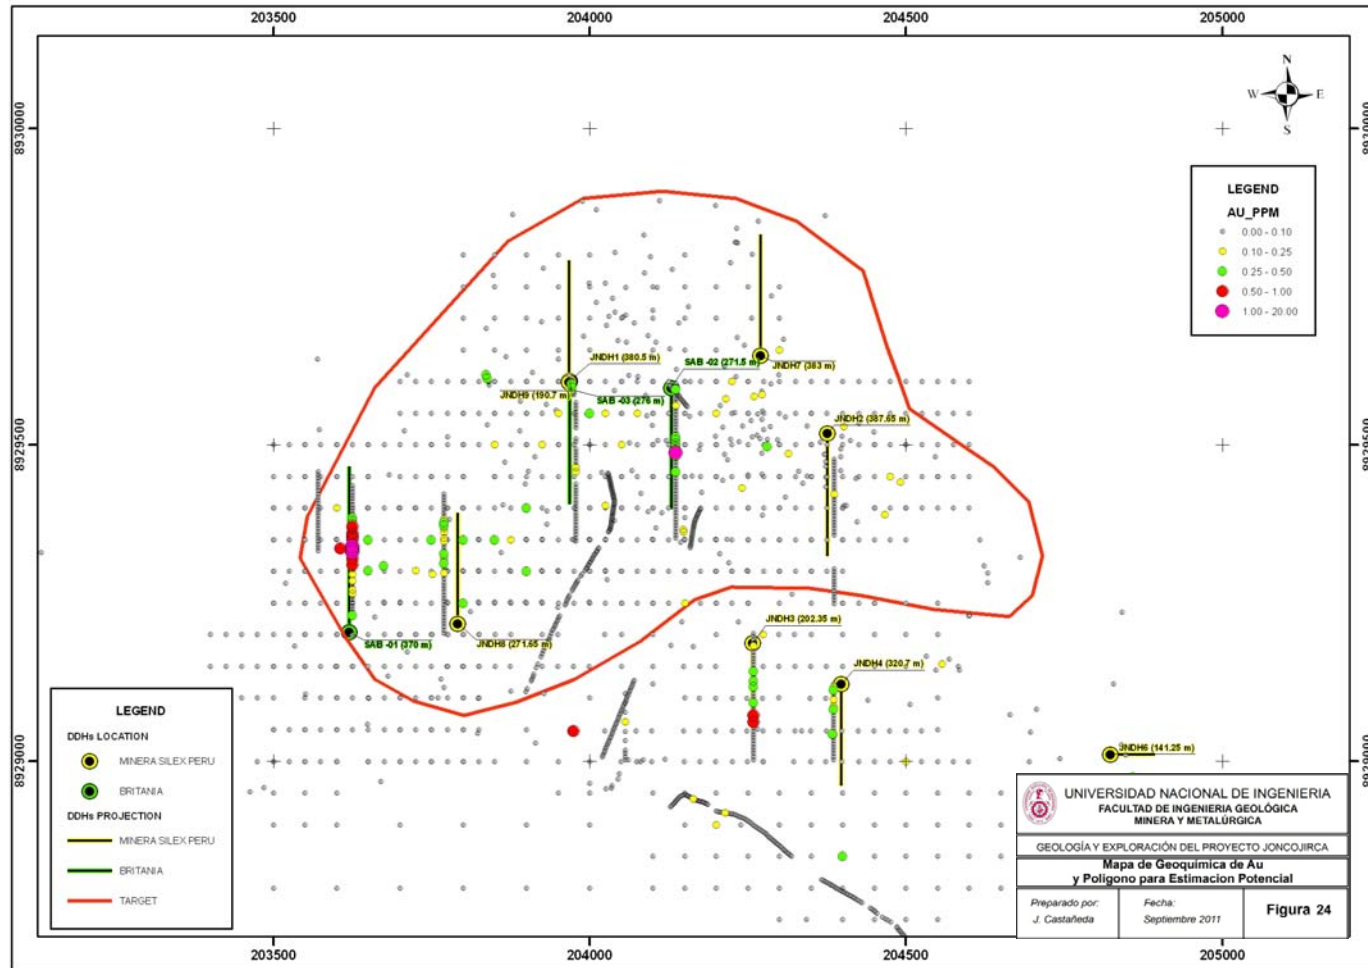 203500
204000
204500
205000
8930000
8930000
N
W
E
S
LEGEND
AU_PPM
0.00 - 0.10
0.10 - 0.25
0.25 - 0.50
0.50 - 1.00
1.00 - 20.00
JNDH1 (380.5 m)
SAB -02 (271.5 m)
JNDH7 (383 m)
JNDH9 (190.7 m)
SAB -03 (276 m)
JNDH2 (387.65 m)
8929500
8929500
SAB -01 (370 m)
JNDH8 (271.65 m)
JNDH3 (202.35 m)
JNDH4 (320.7 m)
JNDH6 (141.25 m)
8929000
8929000
LEGEND
DDHs LOCATION
MINERA SILEX PERU
BRITANIA
DDHs PROJECTION
MINERA SILEX PERU
BRITANIA
TARGET
UNIVERSIDAD NACIONAL DE INGENIERIA
FACULTAD DE INGENIERIA GEOLÓGICA
MINERA Y METALÚRGICA
GEOLOGÍA Y EXPLORACIÓN DEL PROYECTO JONCOJIRCA
Mapa de Geoquimica de Au
y Poligono para Estimacion Potencial
Preparado por:
J. Castañeda
Fecha:
Septiembre 2011
Figura 24
203500
204000
204500
205000